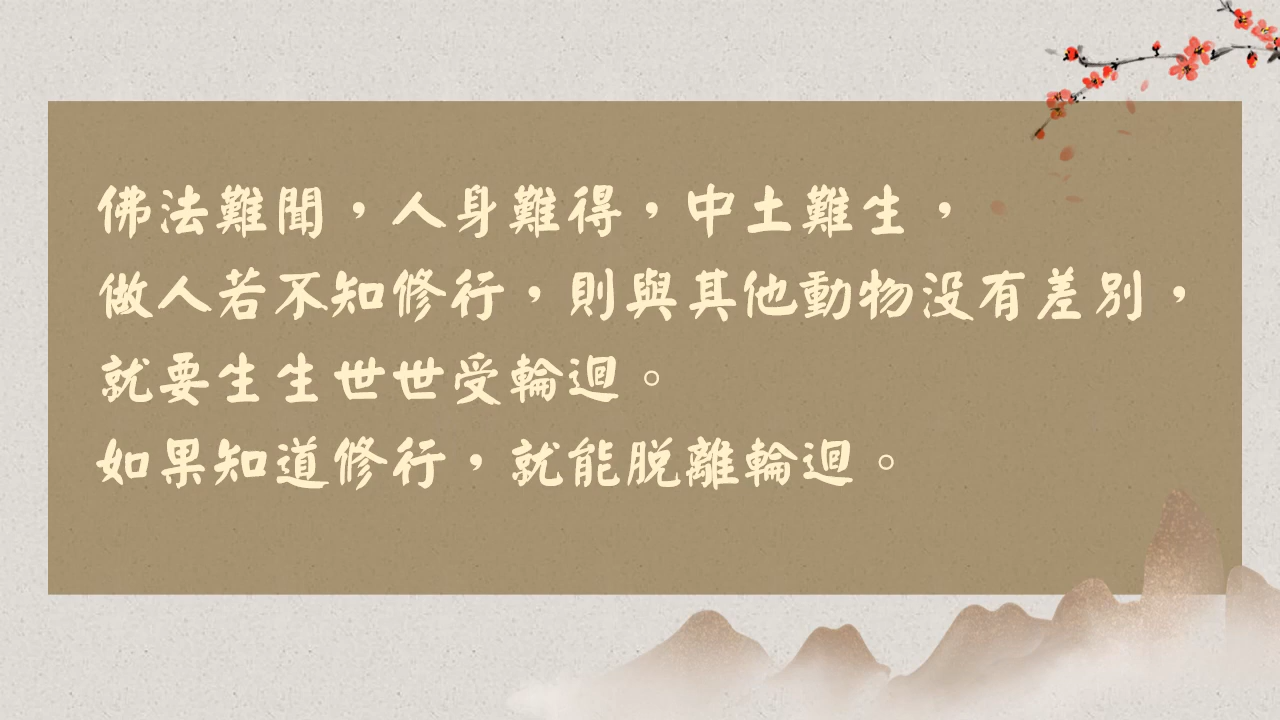 佛法難聞，人身難得，中土難生，
做人若不知修行，則與其他動物没有差別，
就要生生世世受輪迴。
如果知道修行，就能脱離輪迴。